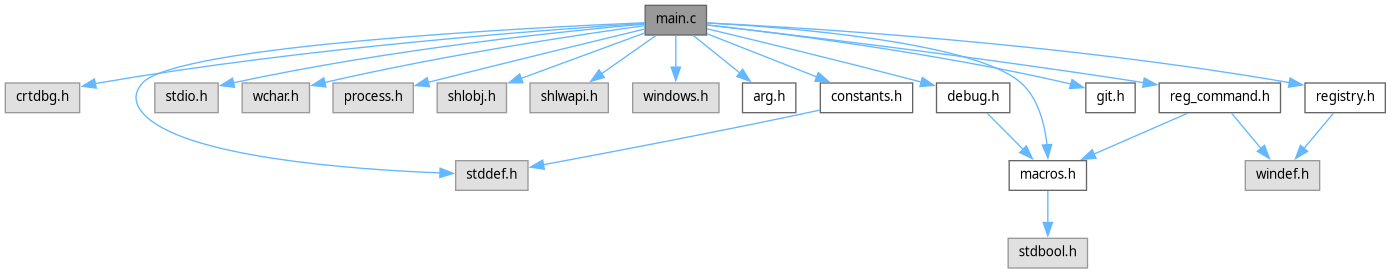 main.c
crtdbg.h
stdio.h
wchar.h
process.h
shlobj.h
shlwapi.h
windows.h
arg.h
constants.h
debug.h
git.h
reg_command.h
registry.h
stddef.h
macros.h
windef.h
stdbool.h